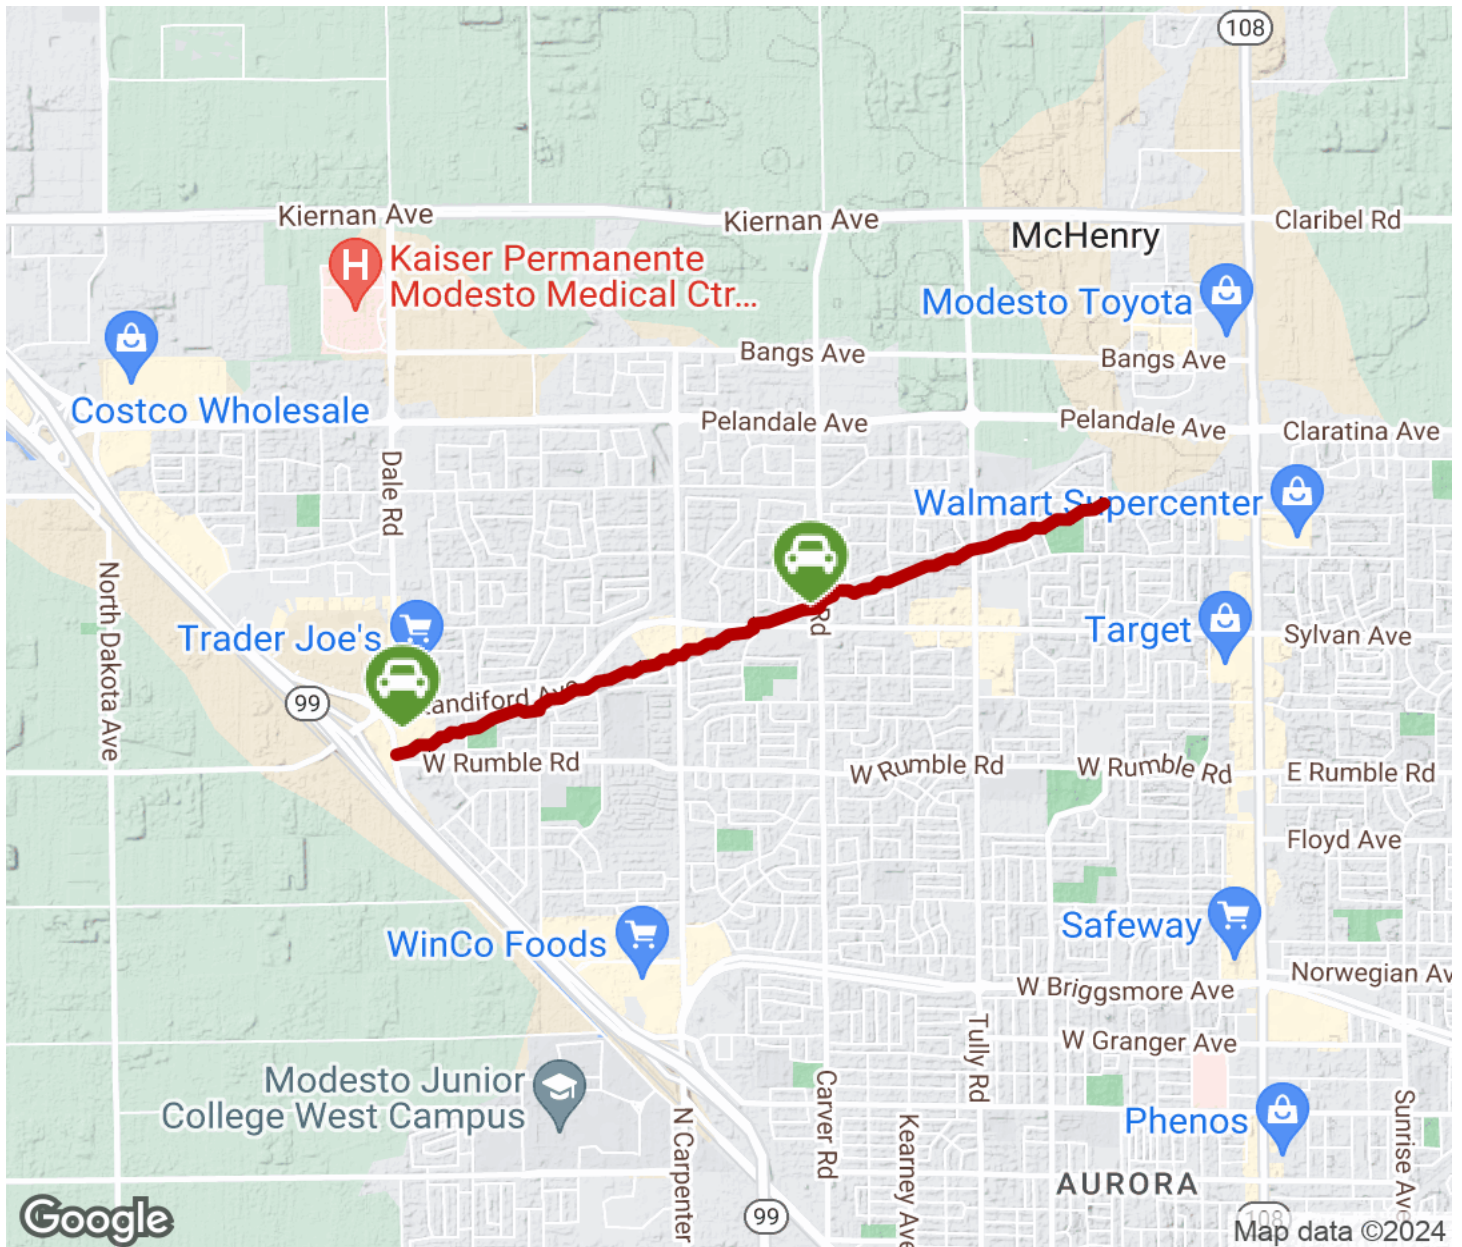 108
Kiernan Ave
Kiernan Ave
Claribel Rd
McHenry
Kaiser Permanente
Modesto Medical Ctr...
Modesto Toyota
Bangs Ave
Bangs Ave
Costco Wholesale
Pelandale Ave
Pelandale Ave
Claratina Ave
Dale Rd
Walmart Supercenter
North Dakota Ave
Rd
Trader Joe's
Target
Sylvan Ave
99
andiford Ave
W Rumble Rd
W Rumble Rd
W Rumble Rd
E Rumble Rd
Floyd Ave
WinCo Foods
Safeway
Norwegian Av
W Briggsmore Ave
Tully Rd
W Granger Ave
Modesto Junior
College West Campus
Carver Rd
Kearney Ave
N Carpenter
Sunrise Ave
Phenos
AURORA
99
108
Google
Map data ©2024